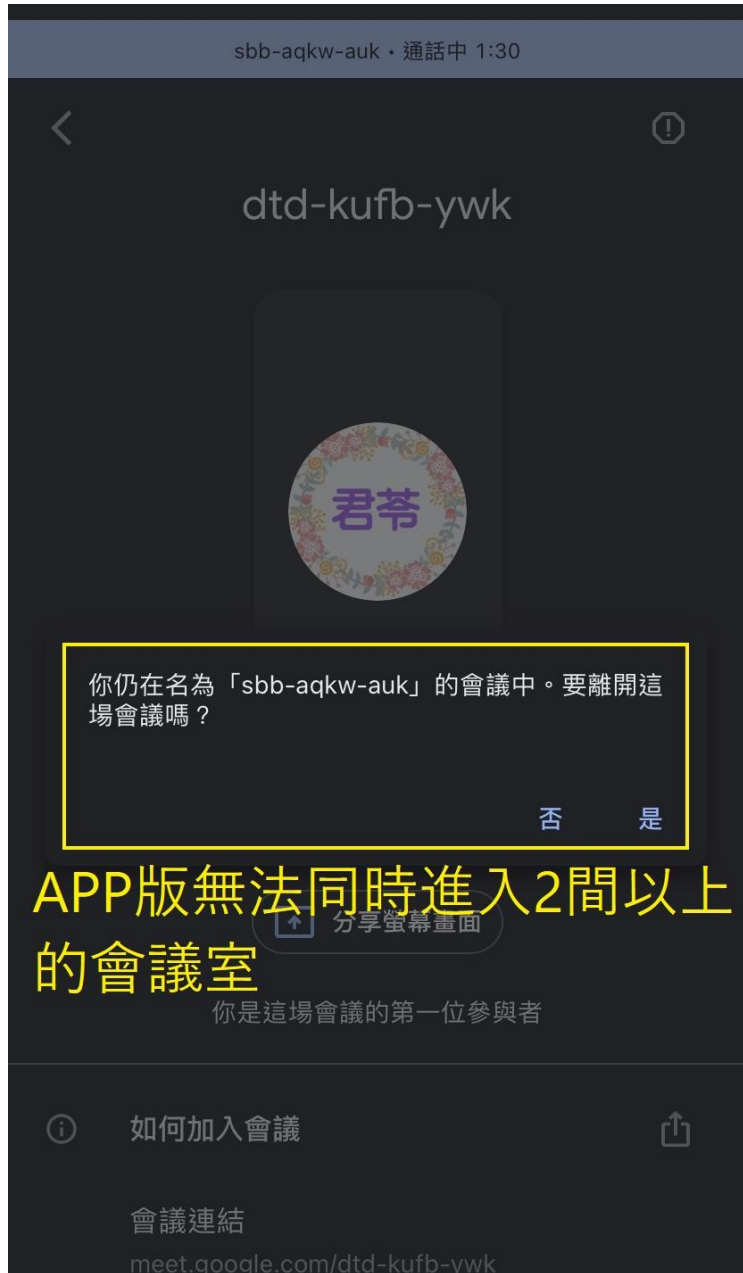 sbb-aqkw-auk • 通話中 1:30
dtd-kufb-ywk
君苓
你仍在名為「sbb-aqkw-auk」的會議中。要離開這
場會議嗎？
否 是
APP版無法同時進入2間以上
的會議室
分享螢幕畫面
你是這場會議的第一位參與者
如何加入會議
會議連結
meet.google.com/dtd-kufb-ywk